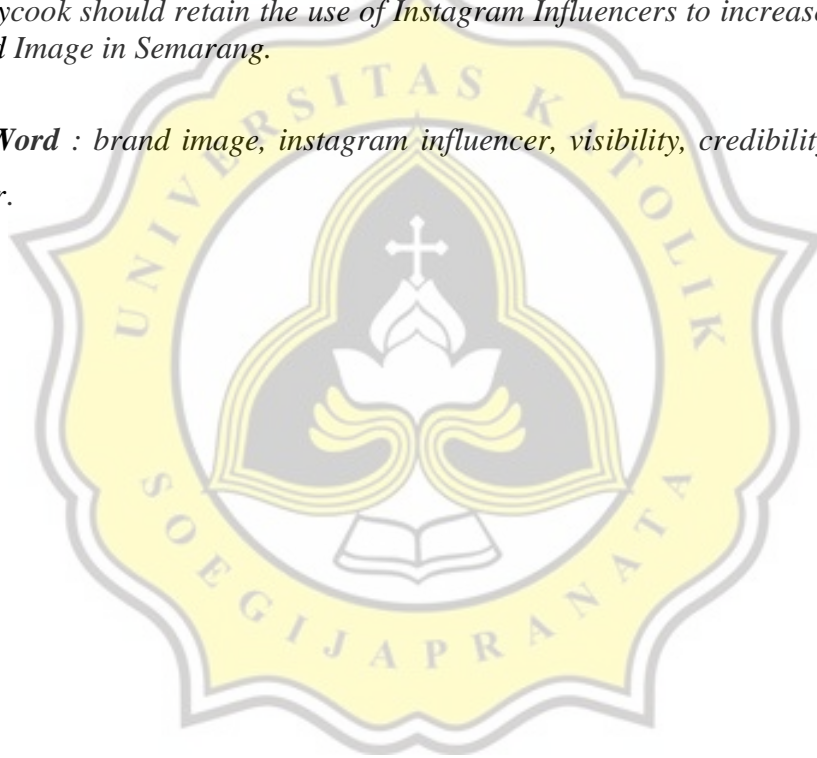 ycook should retain the use of Instagram Influencers to increase
d Image in Semarang.
Word : brand image, instagram influencer, visibility, credibility
r.
UNIVERSITAS KATOLIK
SOEGIJAPRANATA